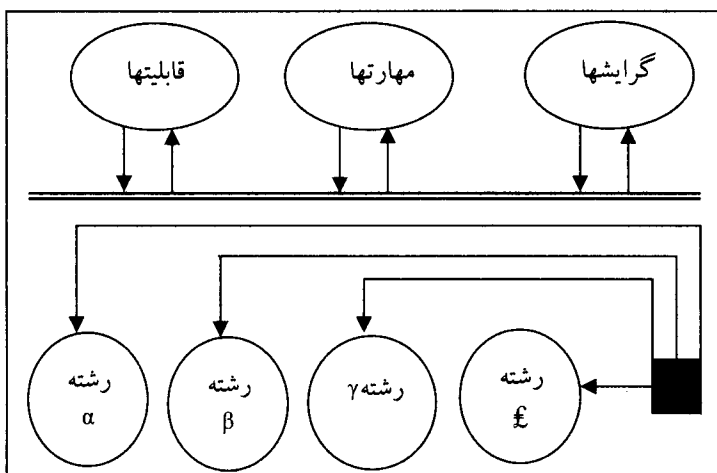 گرایشها
مهارتها
قابلیتها
رشته
₤
رشته γ
رشته
β
رشته
α